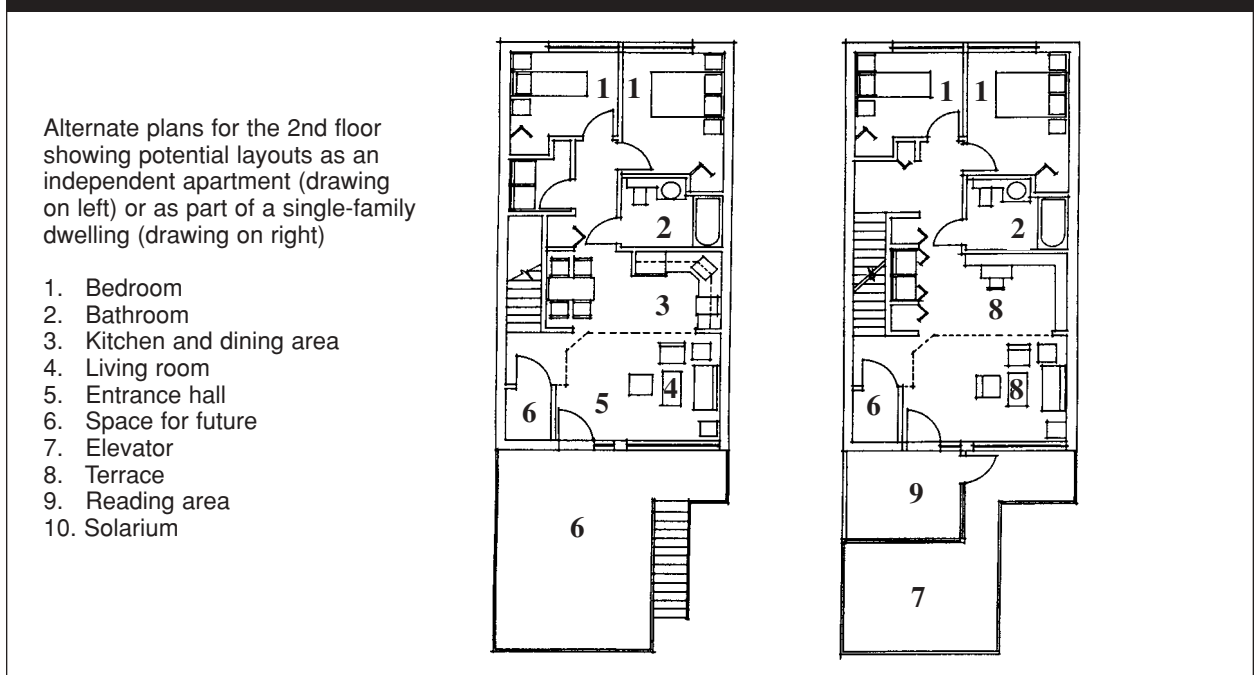 Alternate plans for the 2nd floor
showing potential layouts as an
independent apartment (drawing
on left) or as part of a single-family
dwelling (drawing on right)
1. Bedroom
2. Bathroom
3. Kitchen and dining area
4. Living room
5. Entrance hall
6. Space for future
7. Elevator
8. Terrace
9. Reading area
10. Solarium
1 1
2
3
4
5
6
6
1 1
2
8
8
6
9
7